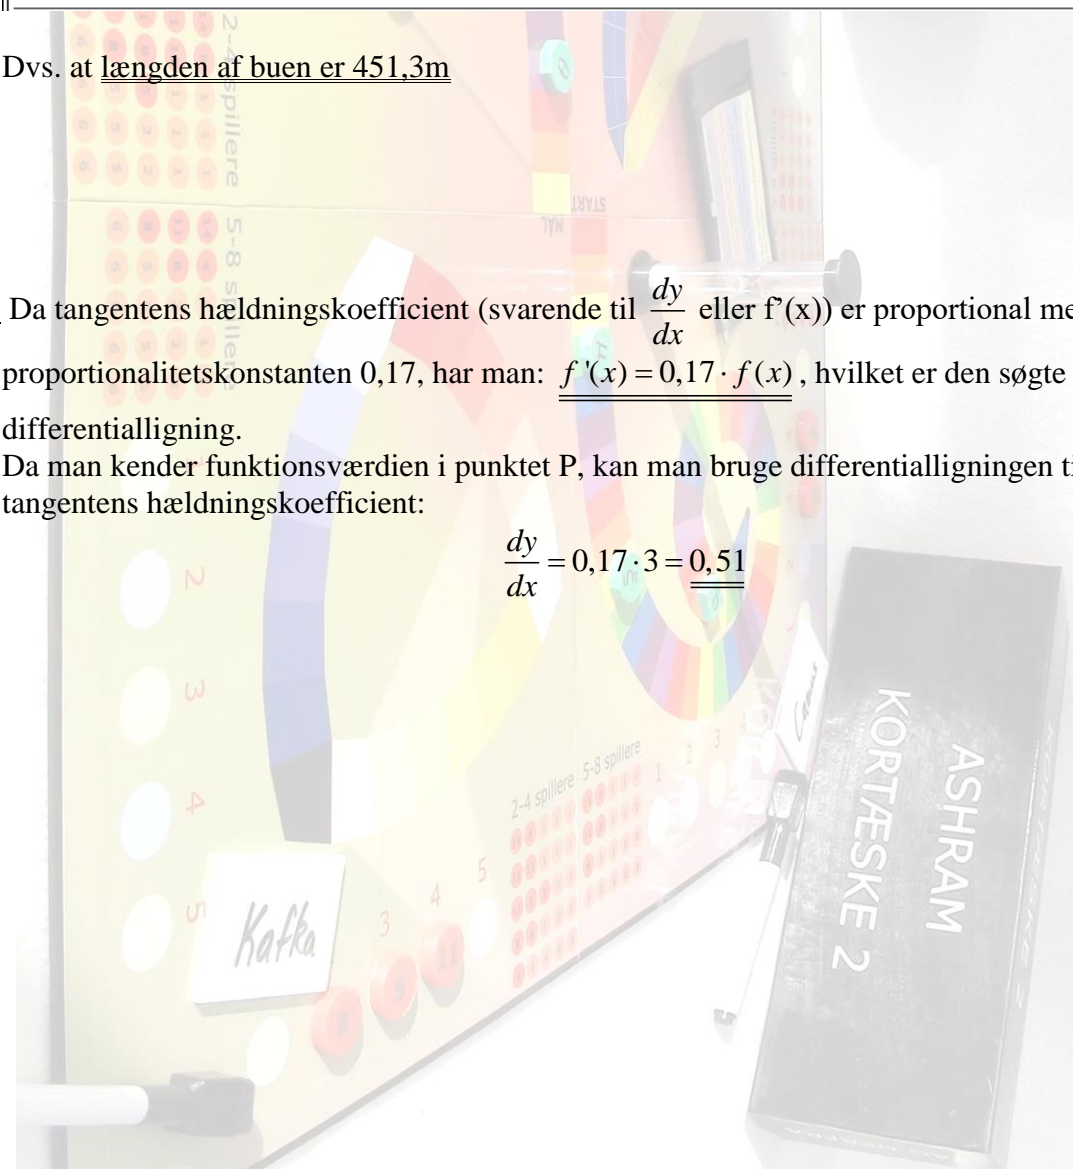 Dvs. at længden af buen er 451,3m
Da tangentens hældningskoefficient (svarende til dy/dx eller f'(x)) er proportional me
proportionalitetskonstanten 0,17, har man: f'(x) = 0,17 · f(x), hvilket er den søgte
differentialligning.
Da man kender funktionsværdien i punktet P, kan man bruge differentialligningen ti
tangentens hældningskoefficient:
dy/dx = 0,17·3 = 0,51
2-4 spillere
5-8 spillere
MÅL
START
2
3
4
5
Kafka
3
4
5
2-4 spillere 5-8 spillere
1
2
3
ASHRAM
KORTÆSKE 2